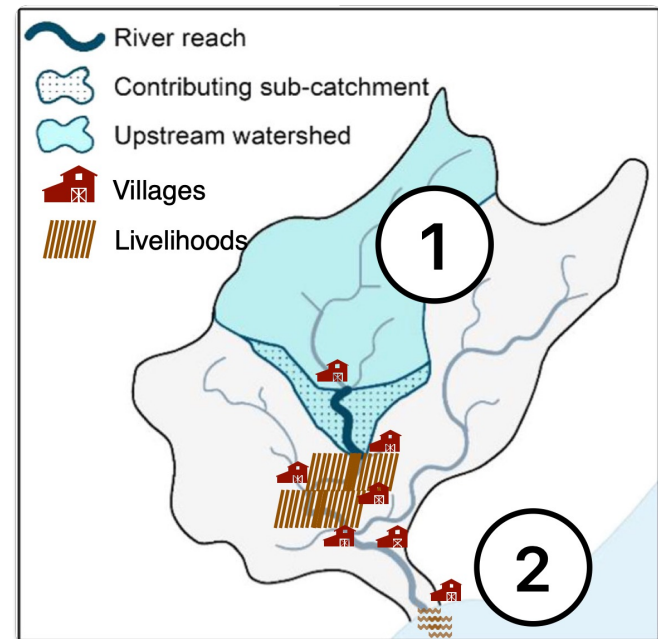 River reach
Contributing sub-catchment
Upstream watershed
Villages
Livelihoods
1
2